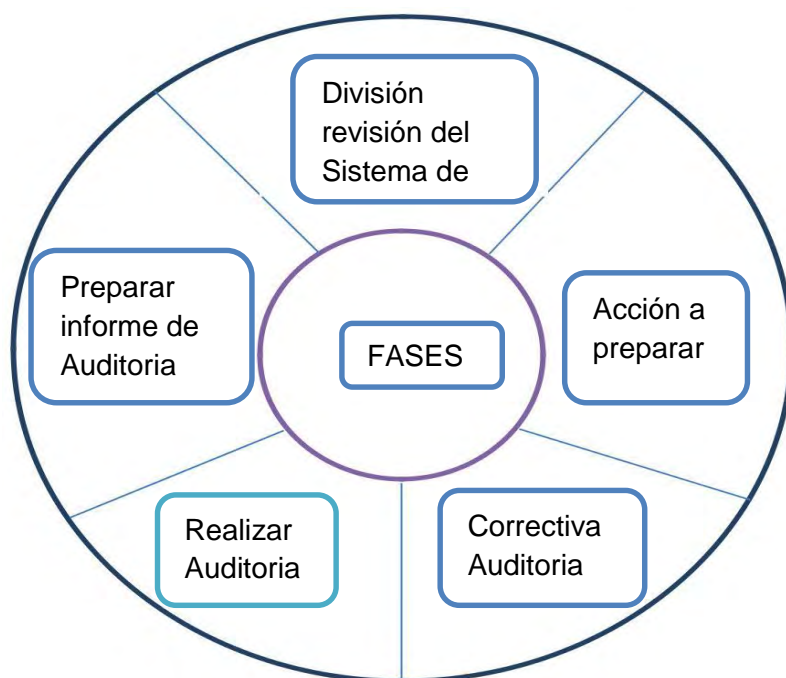 División
revisión del
Sistema de
Preparar
informe de
Auditoria
FASES
Acción a
preparar
Realizar
Auditoria
Correctiva
Auditoria